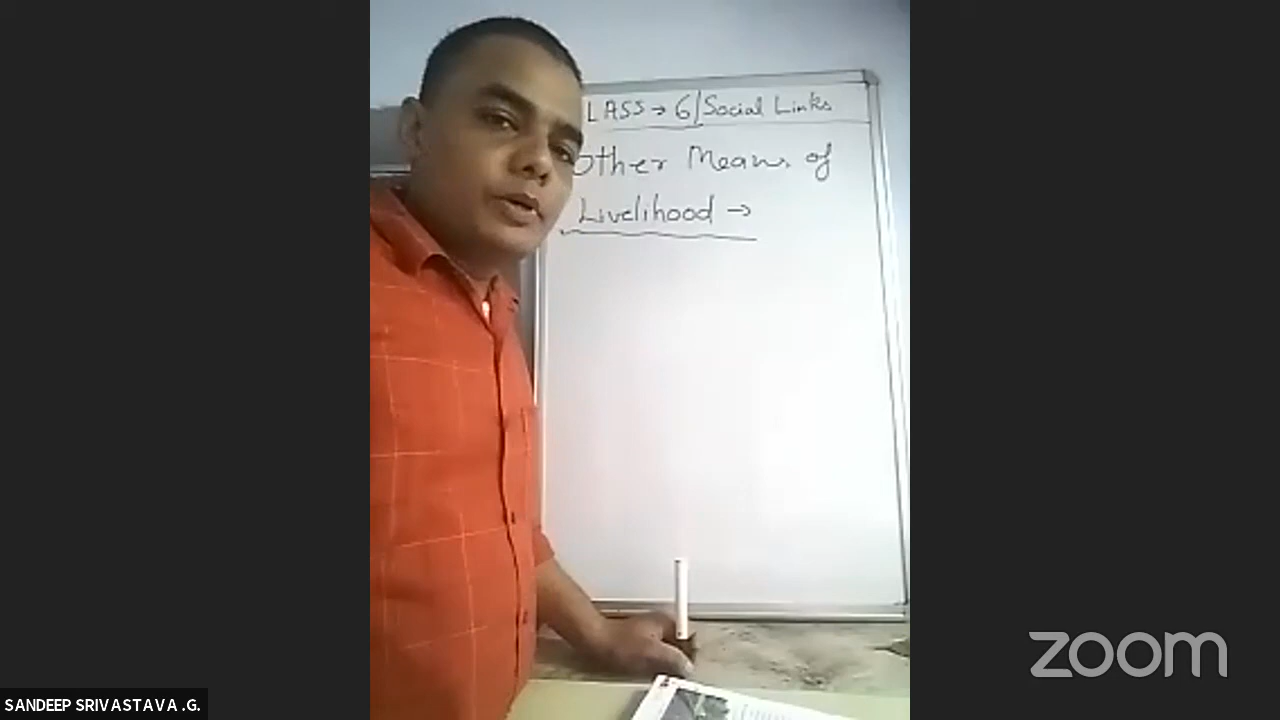 LASS → 6/Social Links
Other Means of
Livelihood →
zoom
SANDEEP SRIVASTAVA .G.